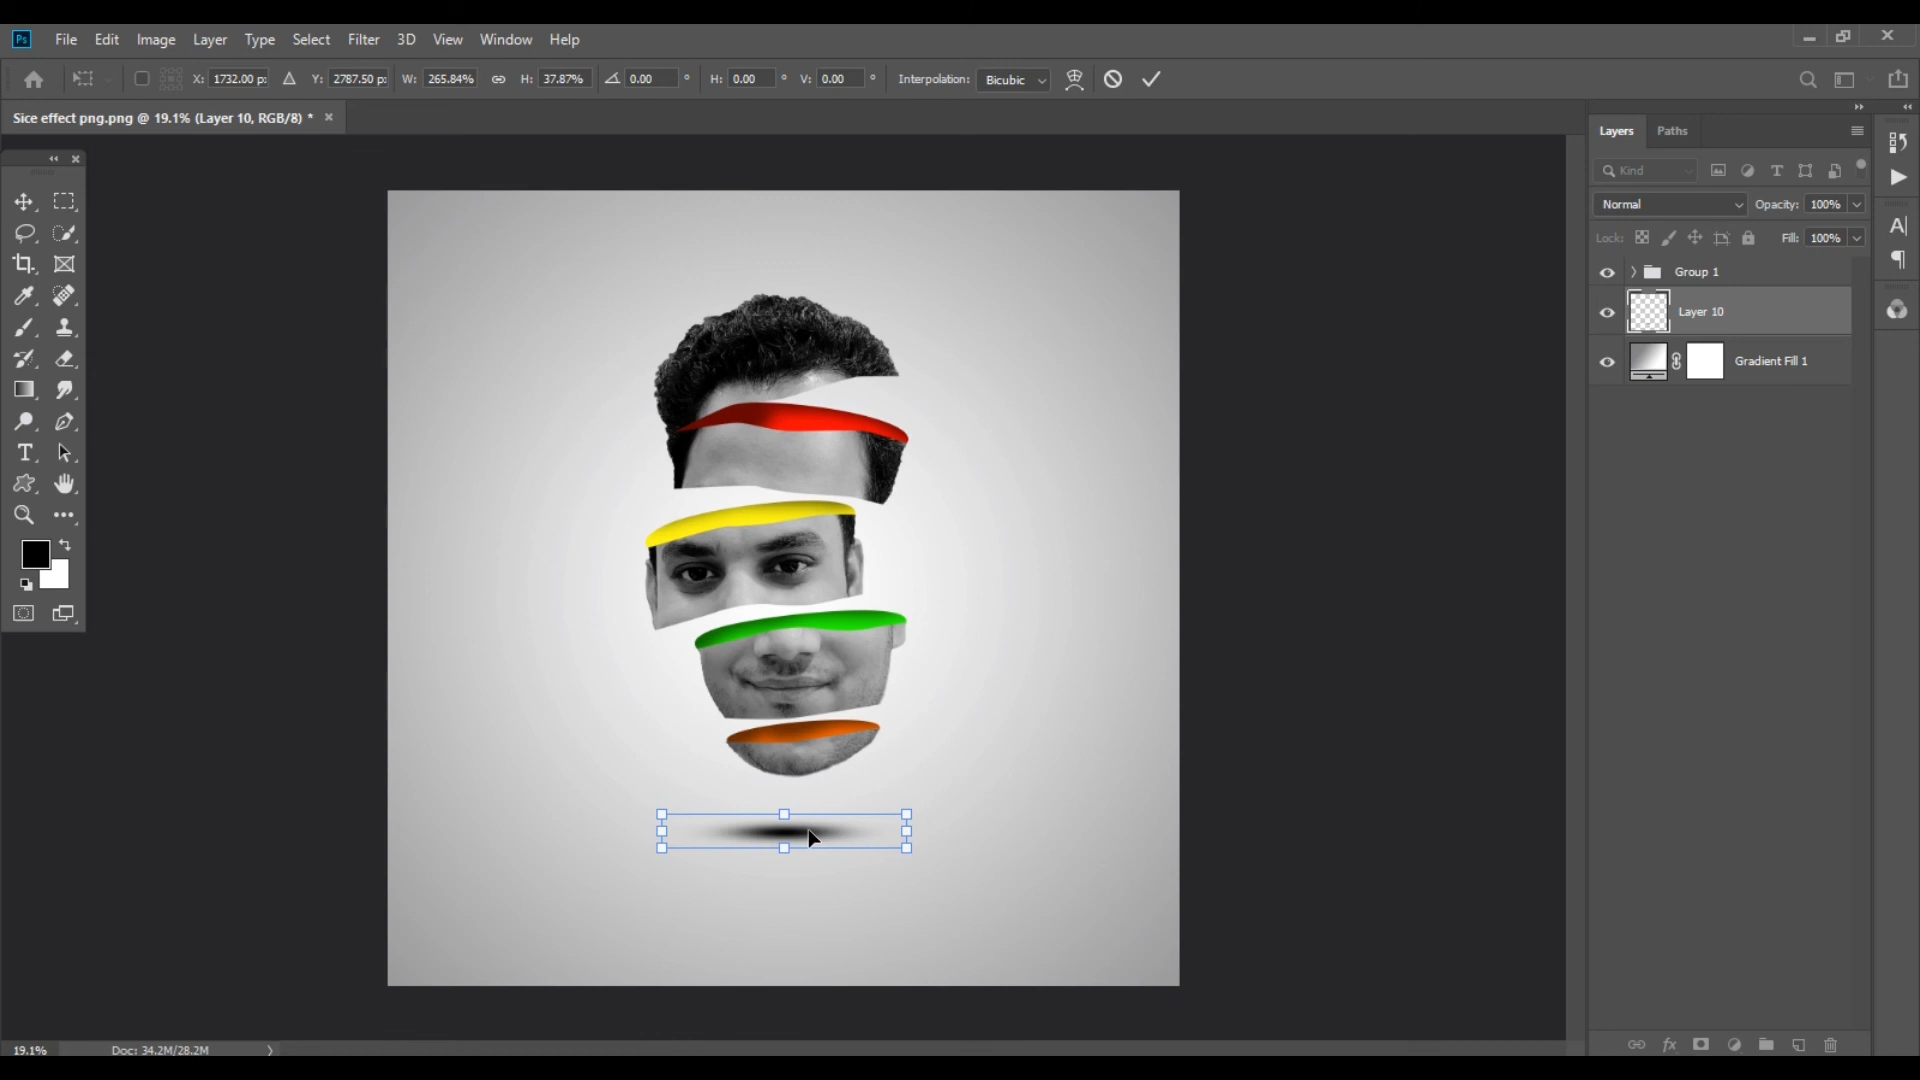 Ps File Edit Image Layer Type Select Filter 3D View Window Help
X: 1732.00 p: Y: 2787.50 p: W: 265.84% H: 37.87% 0.00 ° H: 0.00 ° V: 0.00 ° Interpolation: Bicubic
Sice effect png.png @ 19.1% (Layer 10, RGB/8) * ×
Layers Paths
Kind
Normal Opacity: 100%
Lock: Fill: 100%
Group 1
Layer 10
Gradient Fill 1
19.1% Doc: 34.2M/28.2M